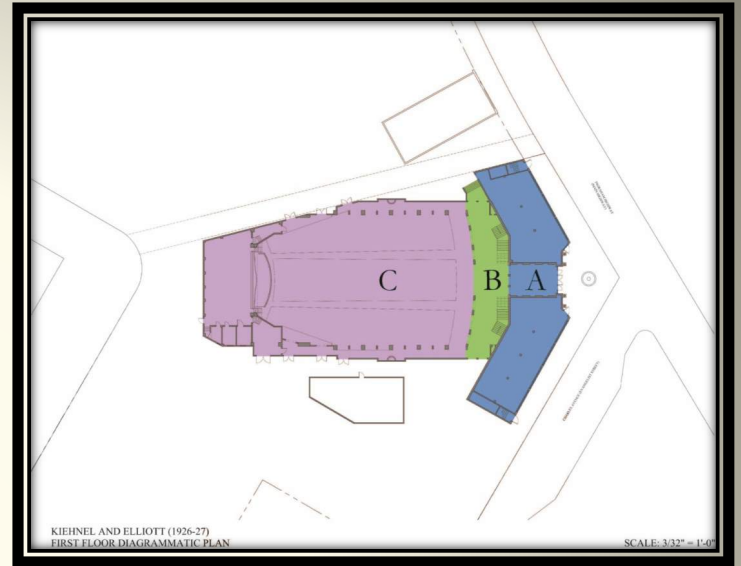 C
B
A
KIEHNEL AND ELLIOTT (1926-27)
FIRST FLOOR DIAGRAMMATIC PLAN
SCALE: 3/32" = 1'-0"